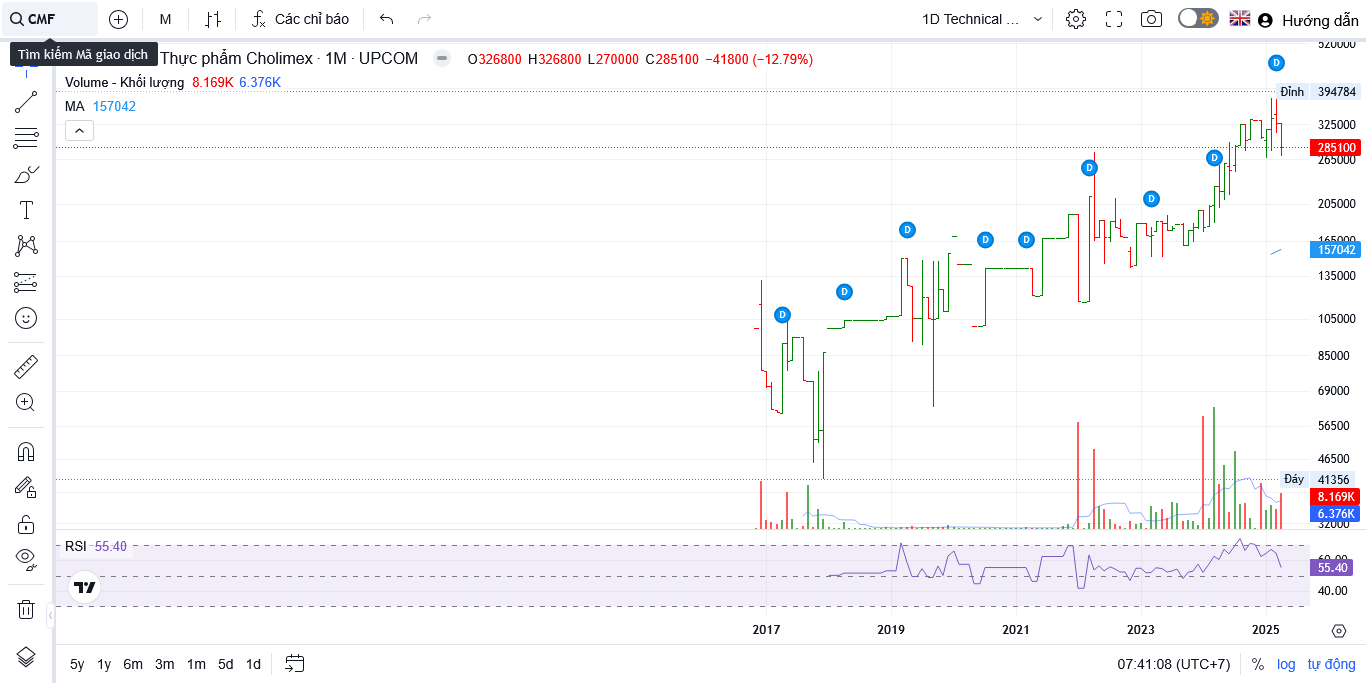 CMF
M
Các chỉ báo
1D Technical ...
Hướng dẫn
Tìm kiếm Mã giao dịch
Thực phẩm Cholimex · 1M · UPCOM
O326800 H326800 L270000 C285100 −41800 (−12.79%)
Volume - Khối lượng 8.169K 6.376K
MA 157042
520000
D
Đỉnh 394784
325000
285100
265000
D
D
D
205000
D
D
D
165000
157042
135000
D
D
105000
85000
69000
56500
46500
Đáy 41356
8.169K
6.376K
32000
RSI 55.40
60.00
55.40
40.00
2017
2019
2021
2023
2025
5y 1y 6m 3m 1m 5d 1d
07:41:08 (UTC+7)
%
log
tự động